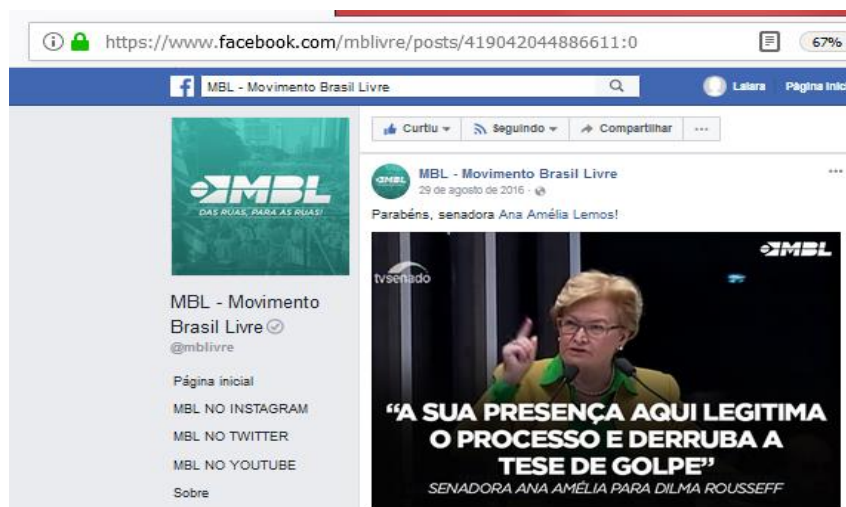 https://www.facebook.com/mblivre/posts/419042044886611:0
67%
MBL - Movimento Brasil Livre
Laiara
Página Inici
Curtiu
Seguindo
Compartilhar
MBL
DAS RUAS, PARA AS RUAS!
MBL - Movimento
Brasil Livre
@mblivre
Página inicial
MBL NO INSTAGRAM
MBL NO TWITTER
MBL NO YOUTUBE
Sobre
MBL
MBL - Movimento Brasil Livre
29 de agosto de 2016 ·
Parabéns, senadora Ana Amélia Lemos!
MBL
tvsenado
“A SUA PRESENÇA AQUI LEGITIMA
O PROCESSO E DERRUBA A
TESE DE GOLPE”
SENADORA ANA AMÉLIA PARA DILMA ROUSSEFF